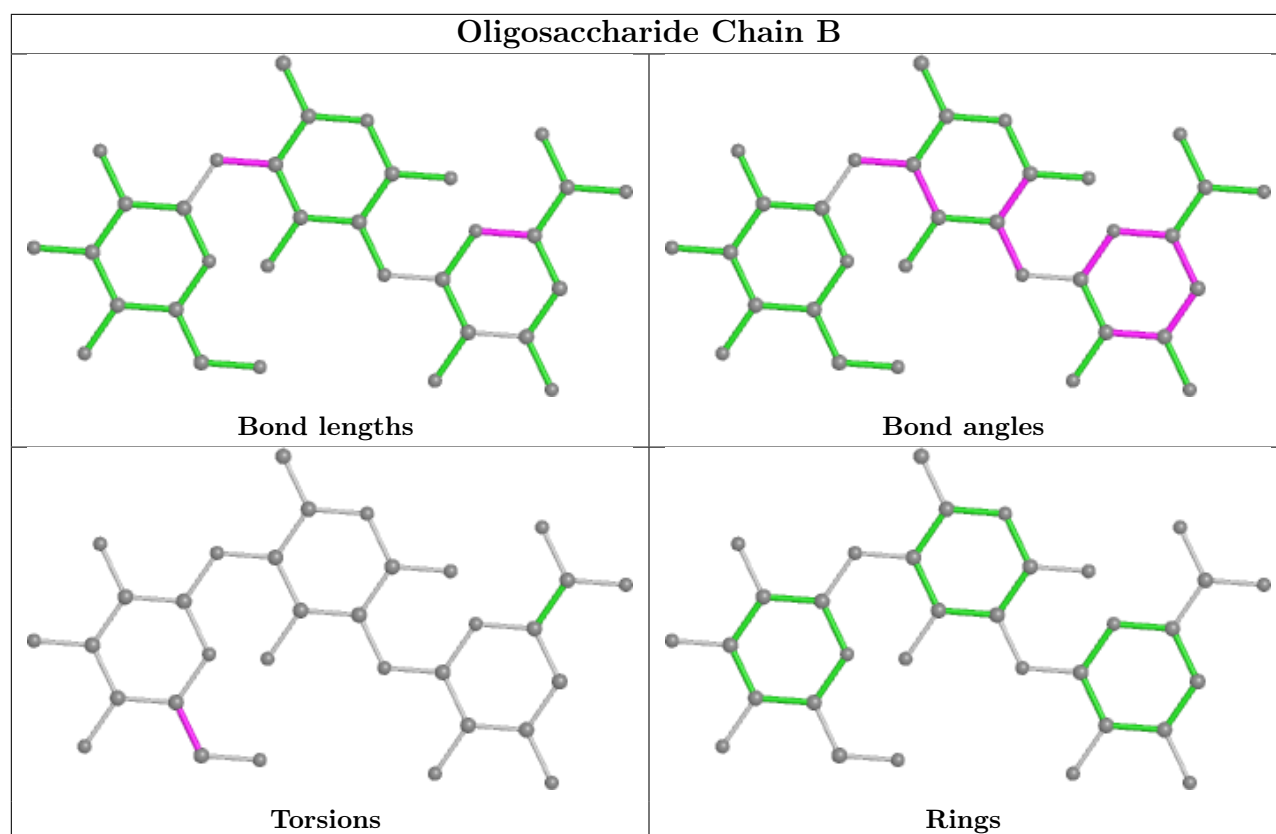 Oligosaccharide Chain B
Bond lengths
Bond angles
Torsions
Rings